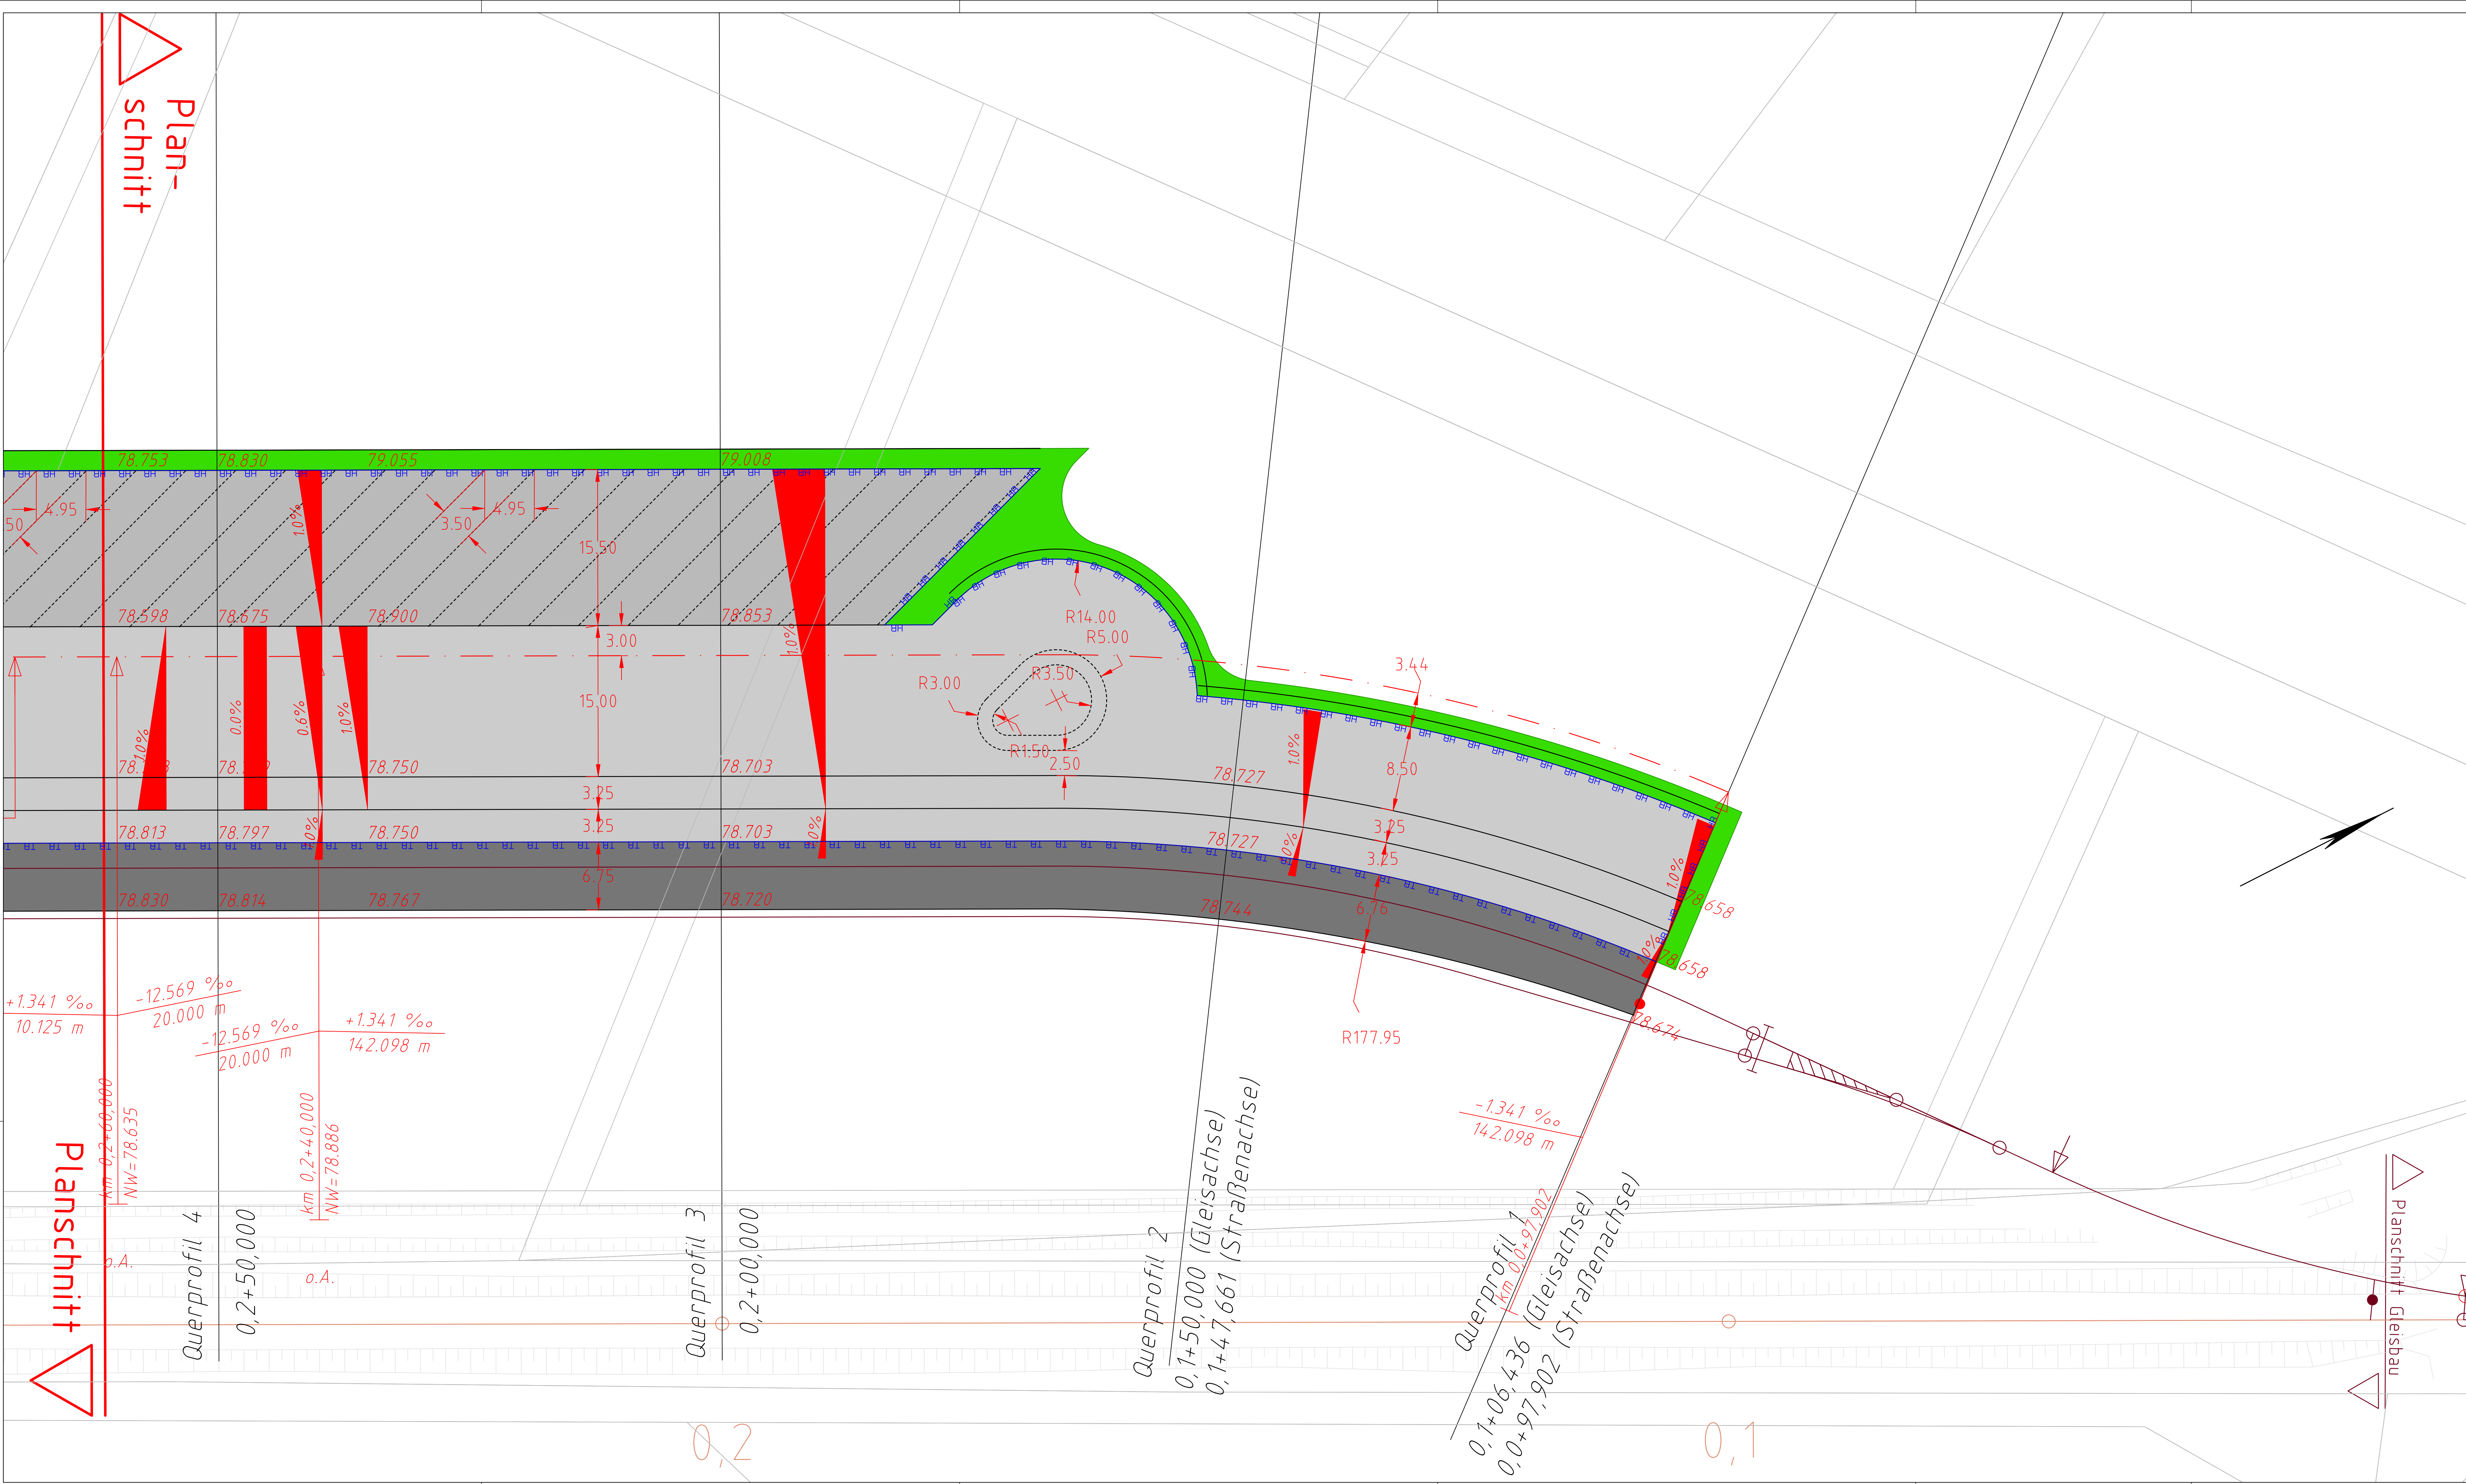 Plan-
schnitt
78.753
78.830
79.055
79.008
4.95
50
3.50
4.95
1.0%
15.50
R14.00
R5.00
78.598
78.675
78.900
78.853
3.00
1.0%
R3.00
R3.50
3.44
15.00
1.0%
0.0%
0.6%
1.0%
R1.50
2.50
1.0%
8.50
78.750
78.703
78.727
3.25
3.25
78.813
78.797
78.750
78.703
78.727
3.25
3.25
1.0%
78.658
78.658
6.75
6.76
78.830
78.814
78.767
78.720
78.744
78.674
R177.95
+1.341 ‰
10.125 m
-12.569 ‰
20.000 m
-12.569 ‰
20.000 m
+1.341 ‰
142.098 m
-1.341 ‰
142.098 m
km 0,2+60,000
NW=78.635
km 0,2+40,000
NW=78.886
km 0,0+97,902
o.A.
o.A.
Planschnitt
Querprofil 4
0,2+50,000
Querprofil 3
0,2+00,000
Querprofil 2
0,1+50,000 (Gleisachse)
0,1+47,661 (Straßenachse)
Querprofil 1
0,1+06,436 (Gleisachse)
0,0+97,902 (Straßenachse)
Planschnitt Gleisbau
0,2
0,1